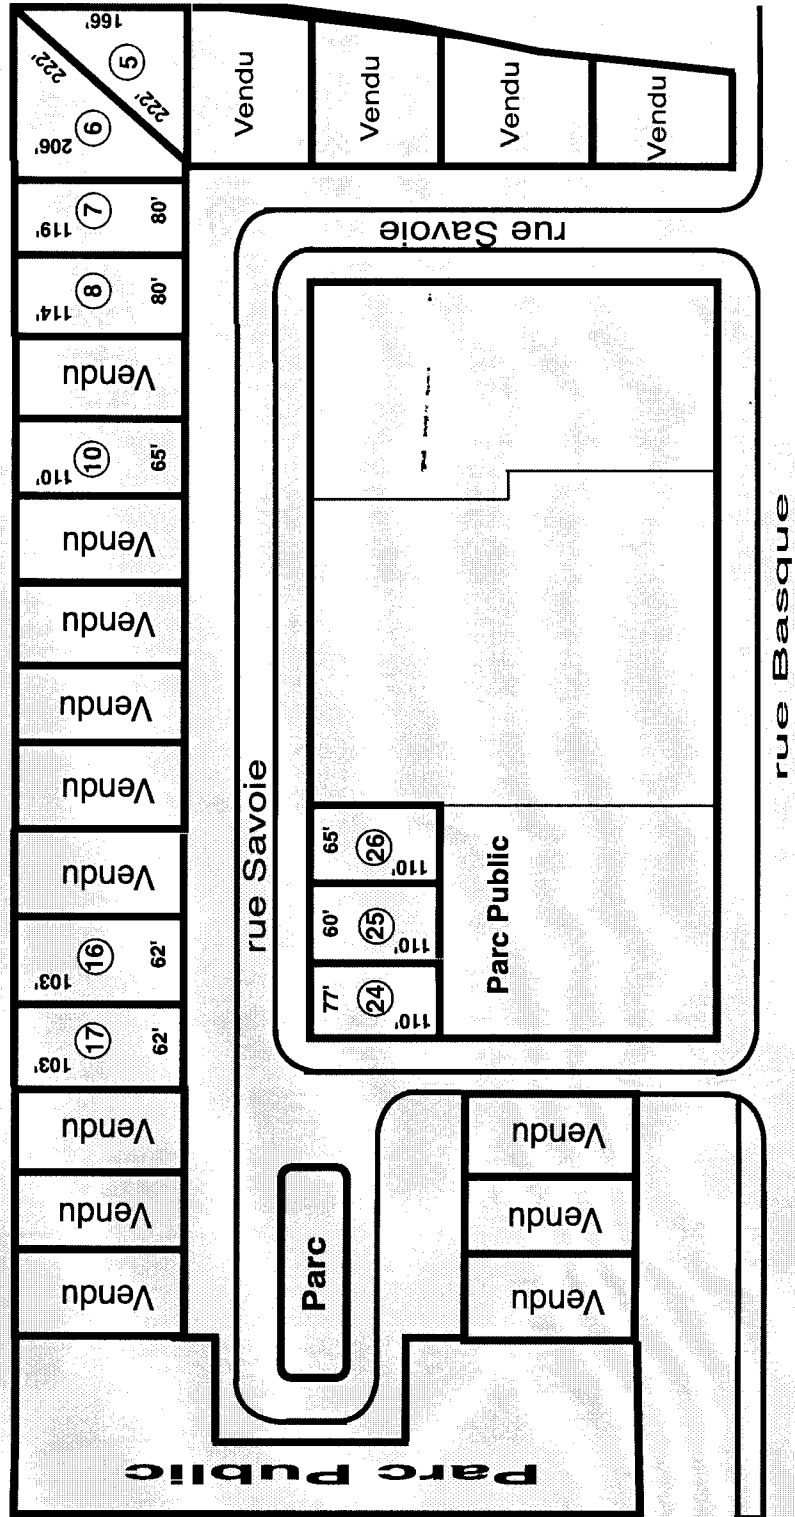 166'
5
222'
222'
6
206'
Vendu
Vendu
Vendu
Vendu
7
119'
80'
8
114'
80'
rue Savoie
Vendu
10
110'
65'
Vendu
Vendu
Vendu
Vendu
Vendu
rue Savoie
rue Basque
65'
26
110'
60'
25
110'
77'
24
110'
Parc Public
16
103'
62'
17
103'
62'
Vendu
Vendu
Vendu
Parc
Vendu
Vendu
Vendu
Parc Public